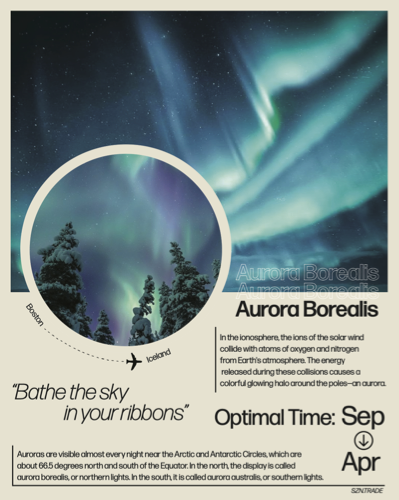 Aurora Borealis
Aurora Borealis
Aurora Borealis
In the ionosphere, the ions of the solar wind
collide with atoms of oxygen and nitrogen
from Earth's atmosphere. The energy
released during these collisions causes a
colorful glowing halo around the poles—an aurora.
Boston
Iceland
"Bathe the sky
in your ribbons"
Optimal Time: Sep
Apr
Auroras are visible almost every night near the Arctic and Antarctic Circles, which are
about 66.5 degrees north and south of the Equator. In the north, the display is called
aurora borealis, or northern lights. In the south, it is called aurora australis, or southern lights.
SZN.TRADE